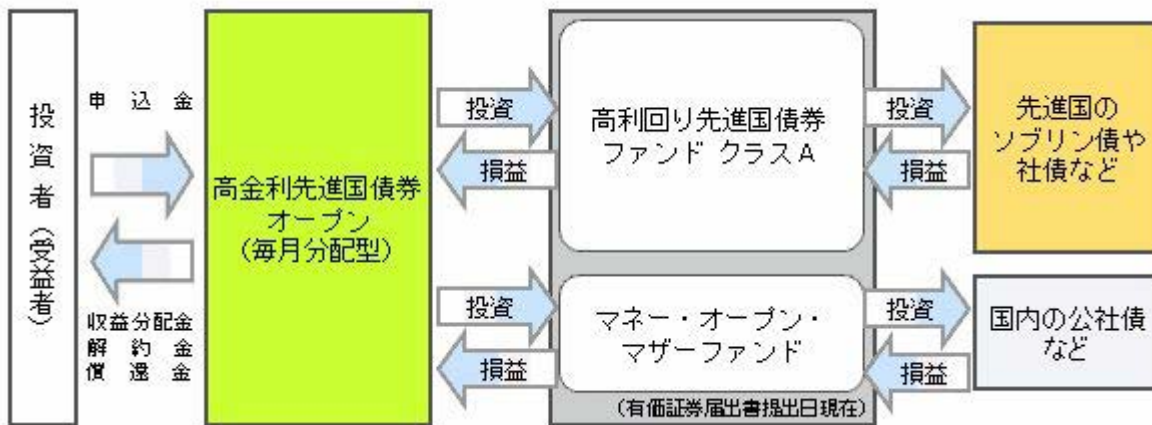 投資者(受益者)
申込金
収益分配金
解約金
償還金
高金利先進国債券
オープン
(毎月分配型)
投資
損益
投資
損益
高利回り先進国債券
ファンド クラスA
マネー・オープン・
マザーファンド
(有価証券届出書提出日現在)
投資
損益
投資
損益
先進国の
ソブリン債や
社債など
国内の公社債
など